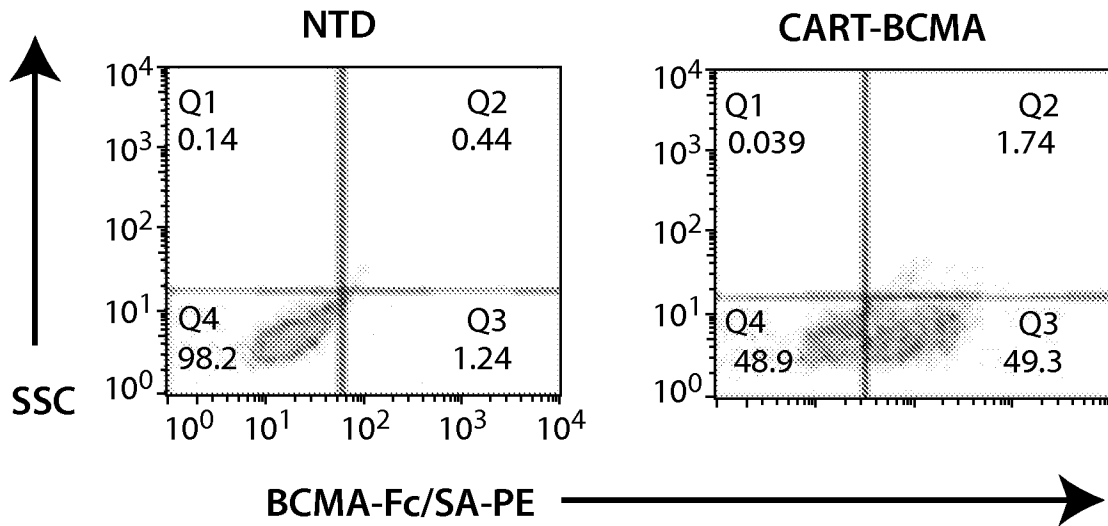 NTD
CART-BCMA
10⁴
Q1
Q2
0.14
0.44
10³
10²
10¹
Q4
Q3
98.2
1.24
10⁰
10⁰ 10¹ 10² 10³ 10⁴
10⁴
Q1
Q2
0.039
1.74
10³
10²
10¹
Q4
Q3
48.9
49.3
10⁰
SSC
BCMA-Fc/SA-PE